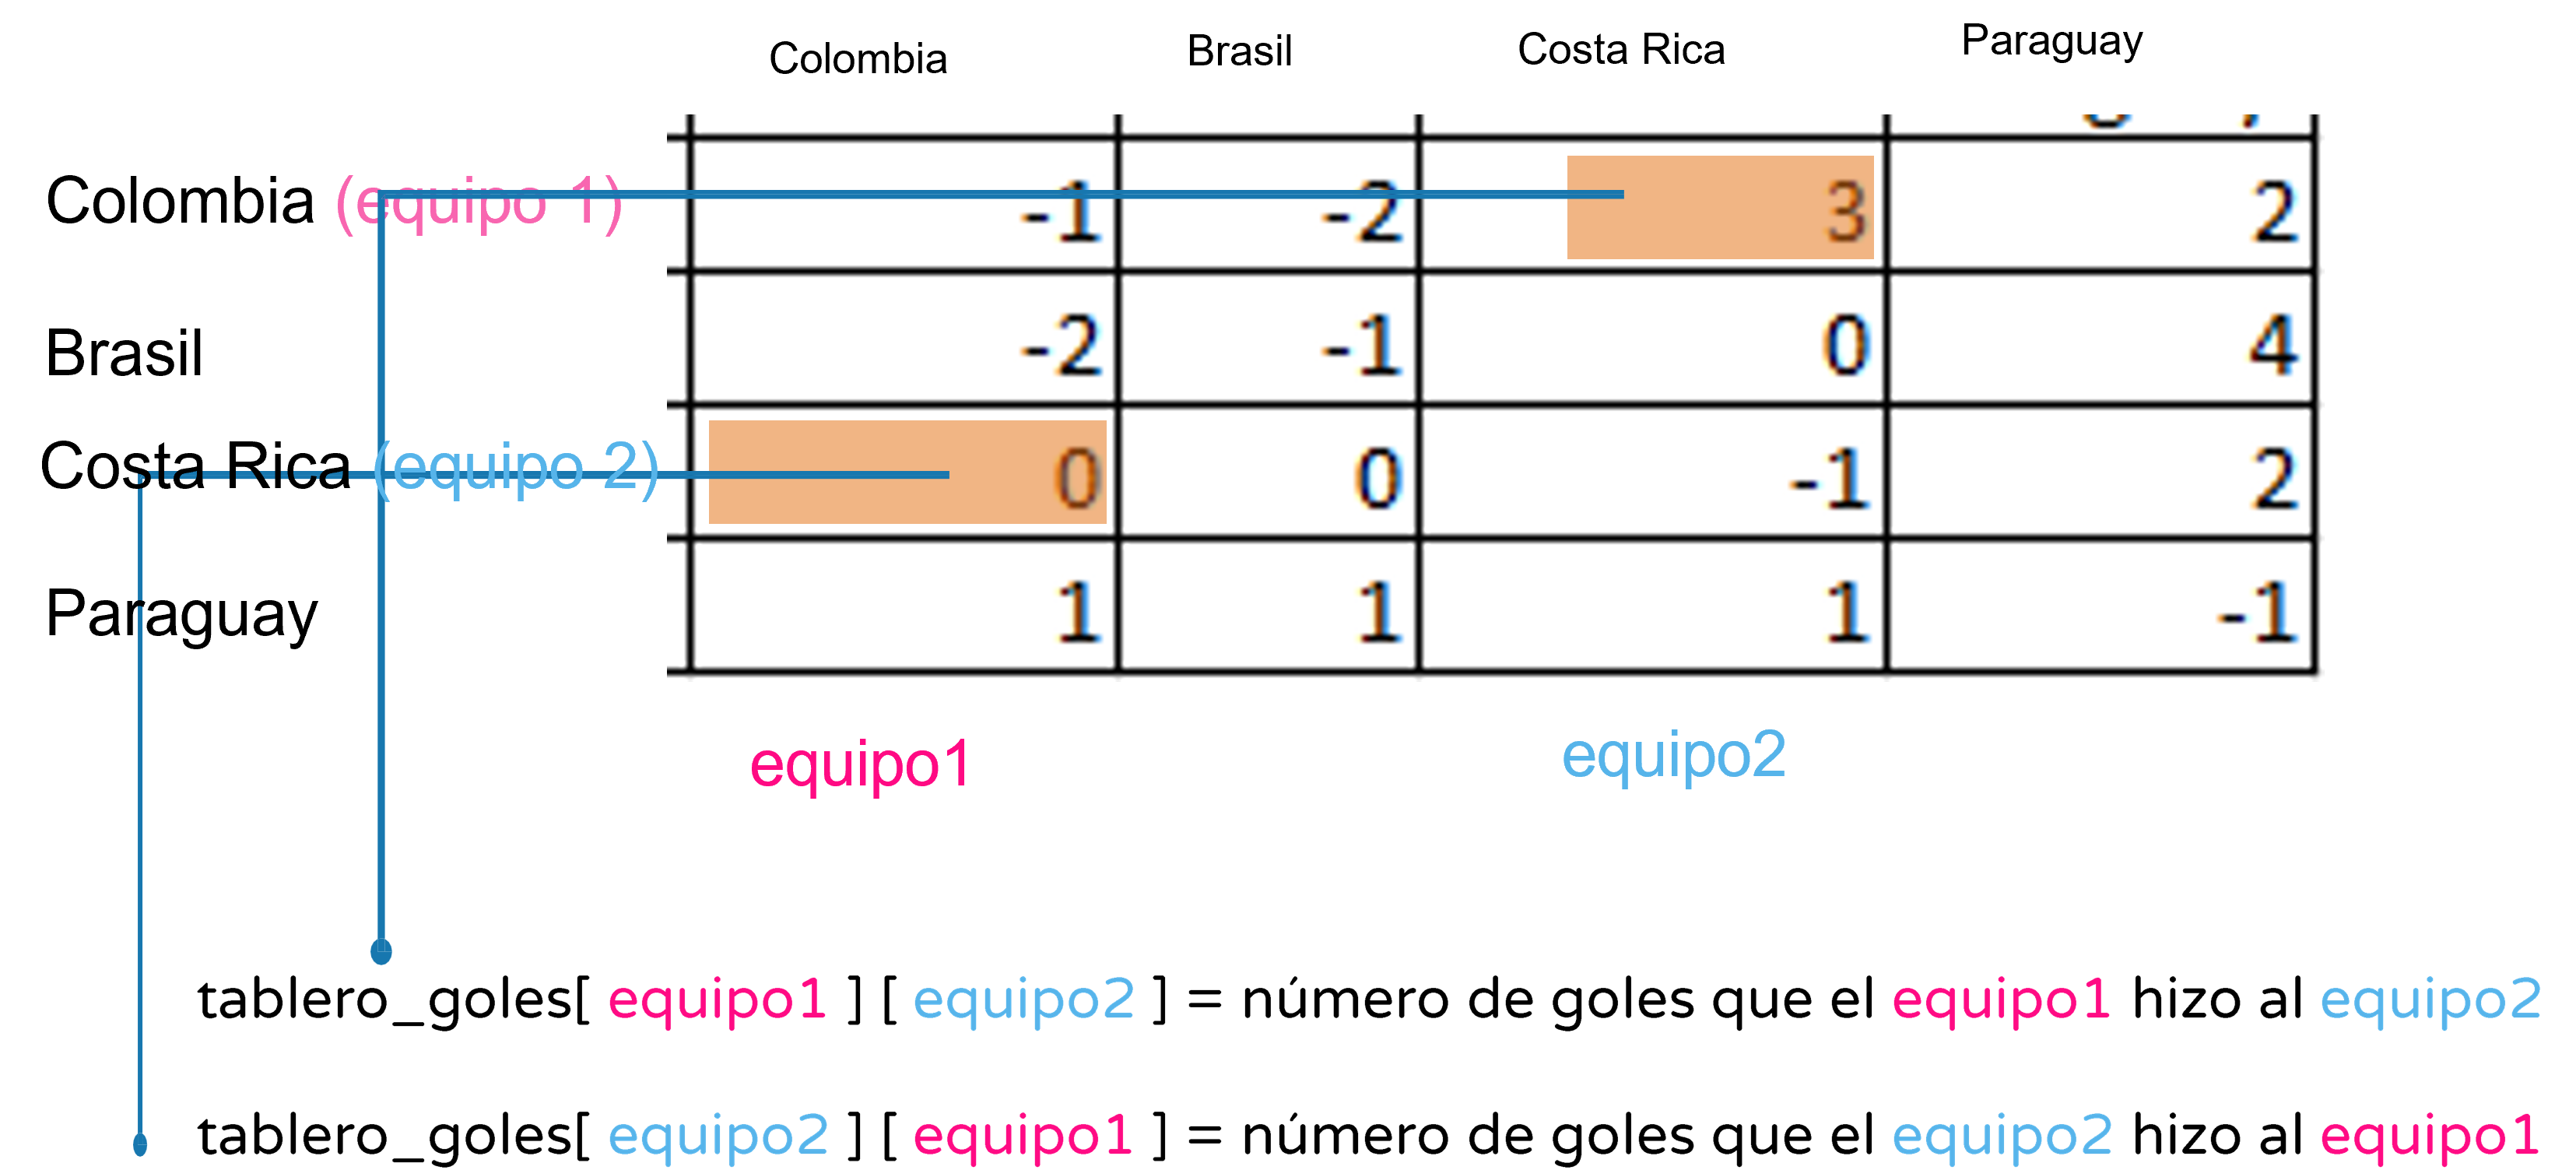 Colombia Brasil Costa Rica Paraguay
Colombia (equipo 1) -1 -2 3 2
Brasil -2 -1 0 4
Costa Rica (equipo 2) 0 0 -1 2
Paraguay 1 1 1 -1
equipo1 equipo2
tablero_goles[ equipo1 ] [ equipo2 ] = número de goles que el equipo1 hizo al equipo2
tablero_goles[ equipo2 ] [ equipo1 ] = número de goles que el equipo2 hizo al equipo1